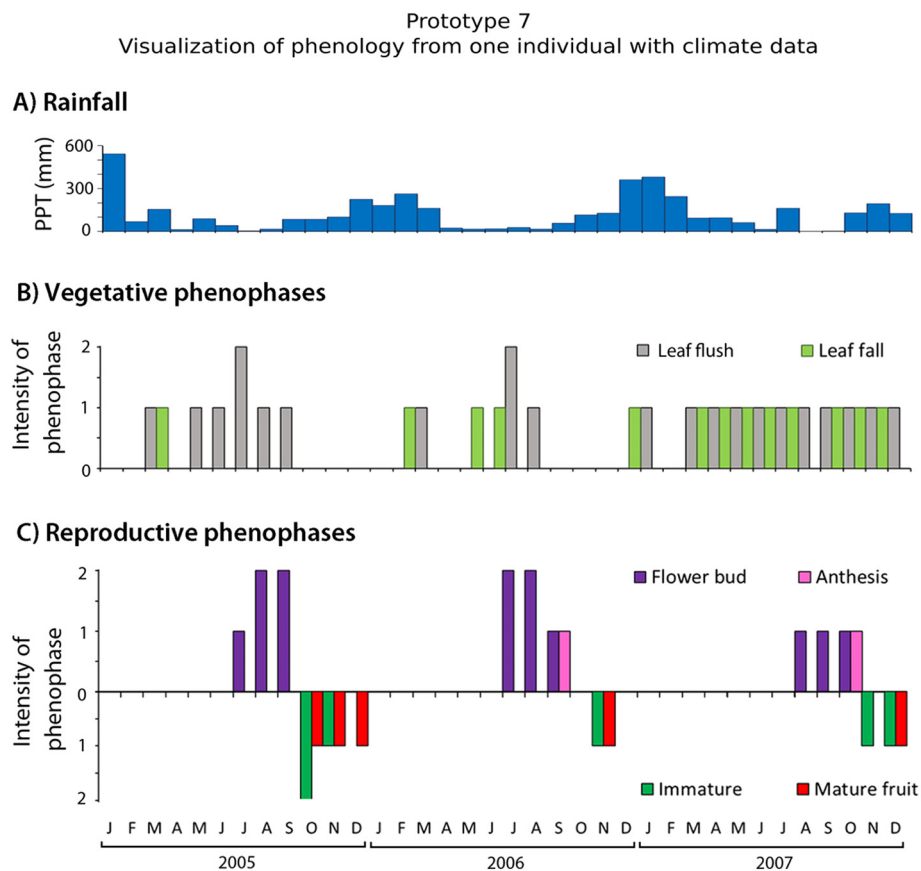 Prototype 7
Visualization of phenology from one individual with climate data
A) Rainfall
PPT (mm)
600
300
0
B) Vegetative phenophases
Intensity of
phenophase
2
1
0
Leaf flush
Leaf fall
C) Reproductive phenophases
Intensity of
phenophase
2
1
0
1
2
Flower bud
Anthesis
Immature
Mature fruit
J F M A M J J A S O N D J F M A M J J A S O N D J F M A M J J A S O N D
2005 2006 2007